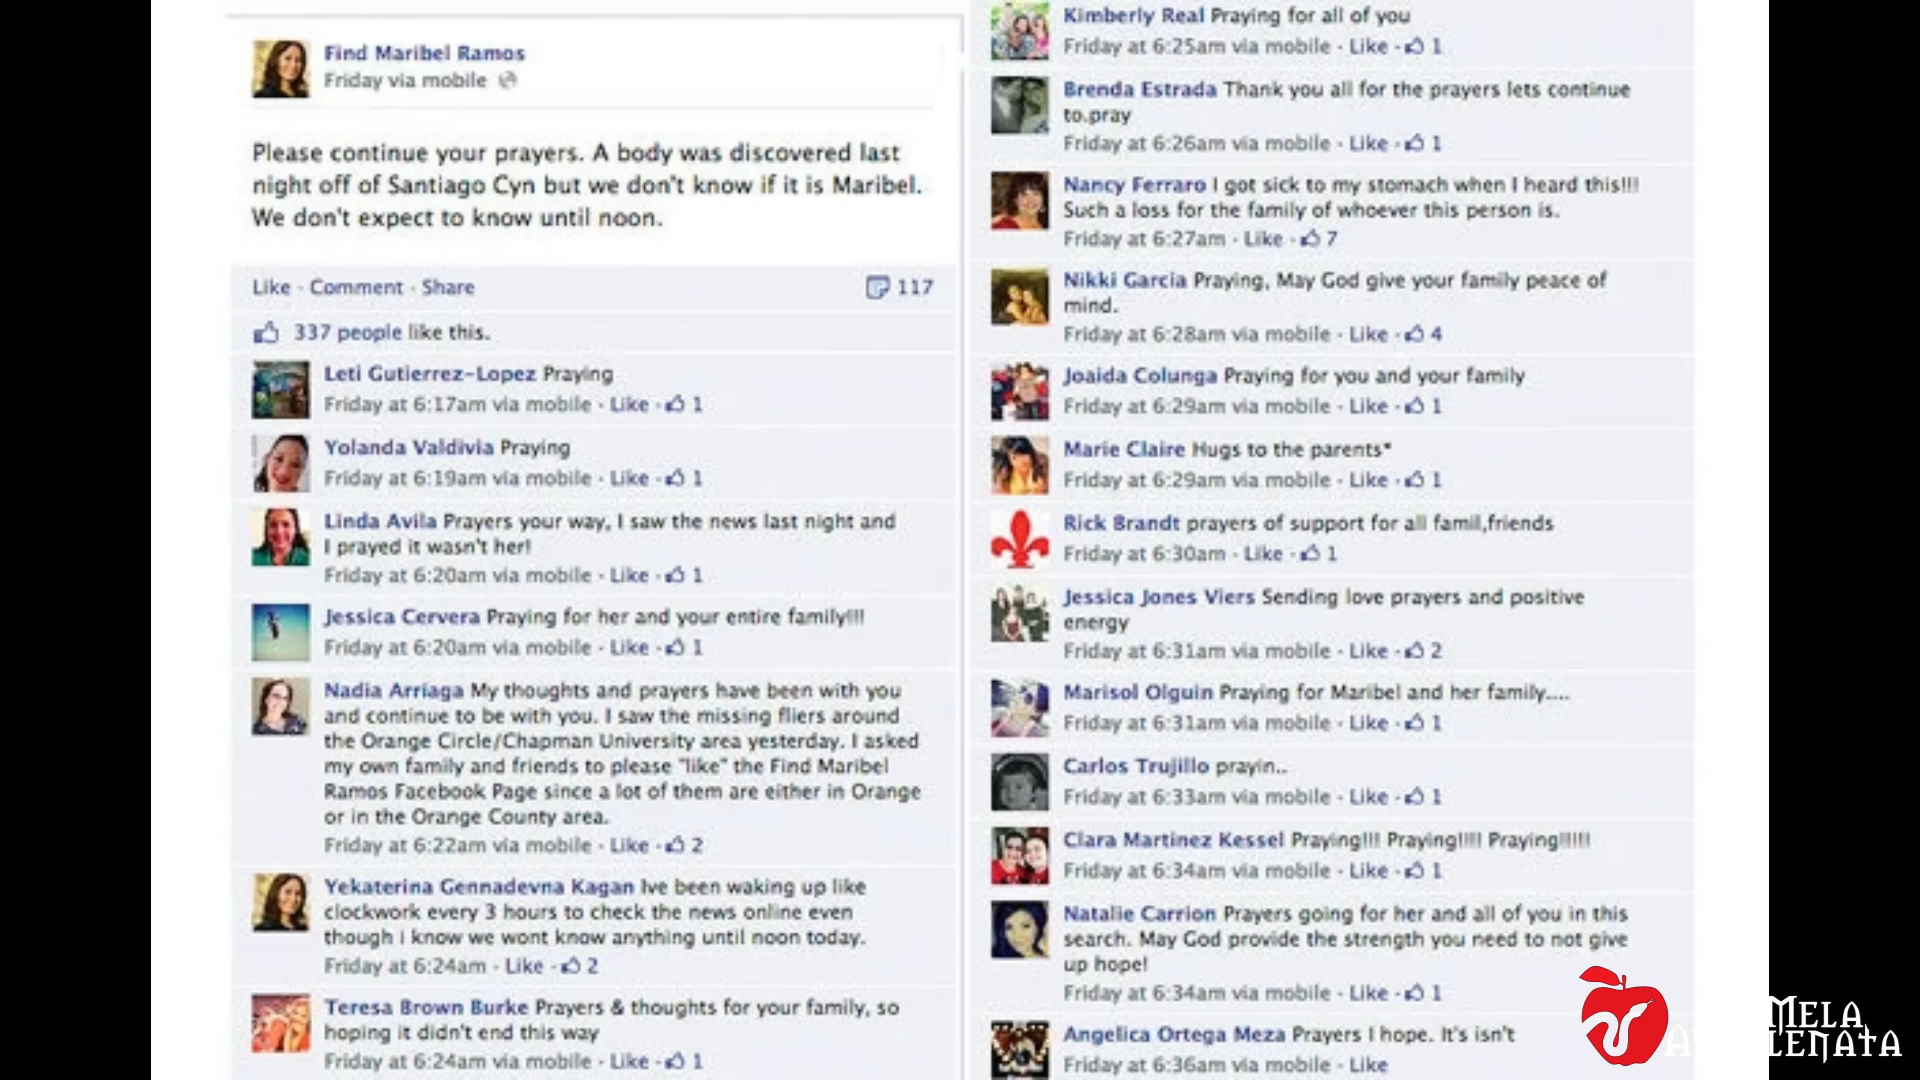 Find Maribel Ramos
Friday via mobile
Please continue your prayers. A body was discovered last
night off of Santiago Cyn but we don't know if it is Maribel.
We don't expect to know until noon.
Like · Comment · Share 117
337 people like this.
Leti Gutierrez-Lopez Praying
Friday at 6:17am via mobile · Like · 1
Yolanda Valdivia Praying
Friday at 6:19am via mobile · Like · 1
Linda Avila Prayers your way, I saw the news last night and
I prayed it wasn't her!
Friday at 6:20am via mobile · Like · 1
Jessica Cervera Praying for her and your entire family!!!
Friday at 6:20am via mobile · Like · 1
Nadia Arriaga My thoughts and prayers have been with you
and continue to be with you. I saw the missing fliers around
the Orange Circle/Chapman University area yesterday. I asked
my own family and friends to please "like" the Find Maribel
Ramos Facebook Page since a lot of them are either in Orange
or in the Orange County area.
Friday at 6:22am via mobile · Like · 2
Yekaterina Gennadevna Kagan Ive been waking up like
clockwork every 3 hours to check the news online even
though i know we wont know anything until noon today.
Friday at 6:24am · Like · 2
Teresa Brown Burke Prayers & thoughts for your family, so
hoping it didn't end this way
Friday at 6:24am via mobile · Like · 1
Kimberly Real Praying for all of you
Friday at 6:25am via mobile · Like · 1
Brenda Estrada Thank you all for the prayers lets continue
to.pray
Friday at 6:26am via mobile · Like · 1
Nancy Ferraro I got sick to my stomach when I heard this!!!
Such a loss for the family of whoever this person is.
Friday at 6:27am · Like · 7
Nikki Garcia Praying, May God give your family peace of
mind.
Friday at 6:28am via mobile · Like · 4
Joaida Colunga Praying for you and your family
Friday at 6:29am via mobile · Like · 1
Marie Claire Hugs to the parents*
Friday at 6:29am via mobile · Like · 1
Rick Brandt prayers of support for all famil,friends
Friday at 6:30am · Like · 1
Jessica Jones Viers Sending love prayers and positive
energy
Friday at 6:31am via mobile · Like · 2
Marisol Olguin Praying for Maribel and her family....
Friday at 6:31am via mobile · Like · 1
Carlos Trujillo prayin..
Friday at 6:33am via mobile · Like · 1
Clara Martinez Kessel Praying!!! Praying!!!! Praying!!!!!
Friday at 6:34am via mobile · Like · 1
Natalie Carrion Prayers going for her and all of you in this
search. May God provide the strength you need to not give
up hope!
Friday at 6:34am via mobile · Like · 1
Angelica Ortega Meza Prayers I hope. It's isn't
Friday at 6:36am via mobile · Like
MELA